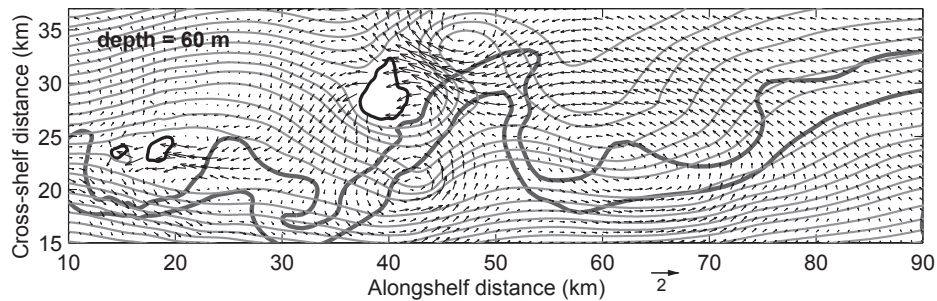 depth = 60 m
Cross-shelf distance (km)
35
30
25
20
15
10 20 30 40 50 60 70 80 90
Alongshelf distance (km)
2